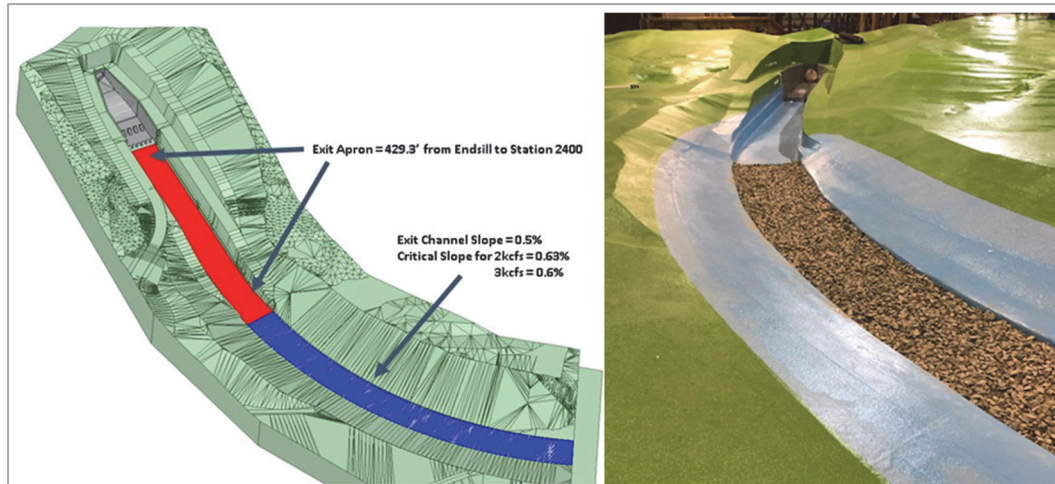 Exit Apron = 429.3' from Endsill to Station 2400
Exit Channel Slope = 0.5%
Critical Slope for 2kcfs = 0.63%
3kcfs = 0.6%